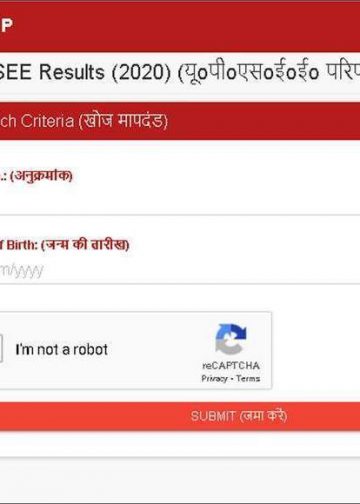 P
SEE Results (2020) (यू०पी०एस०ई०ई० परिण
ch Criteria (खोज मापदंड)
.: (अनुक्रमांक)
f Birth: (जन्म की तारीख)
m/yyyy
I'm not a robot
reCAPTCHA
Privacy - Terms
SUBMIT (जमा करें)